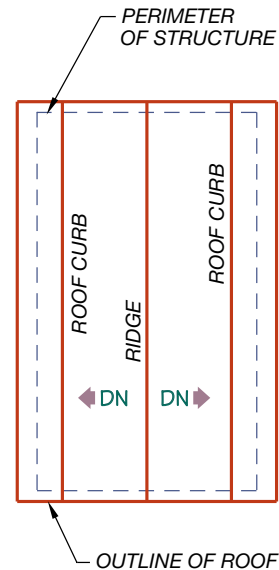 PERIMETER
OF STRUCTURE
ROOF CURB
RIDGE
ROOF CURB
DN
DN
OUTLINE OF ROOF